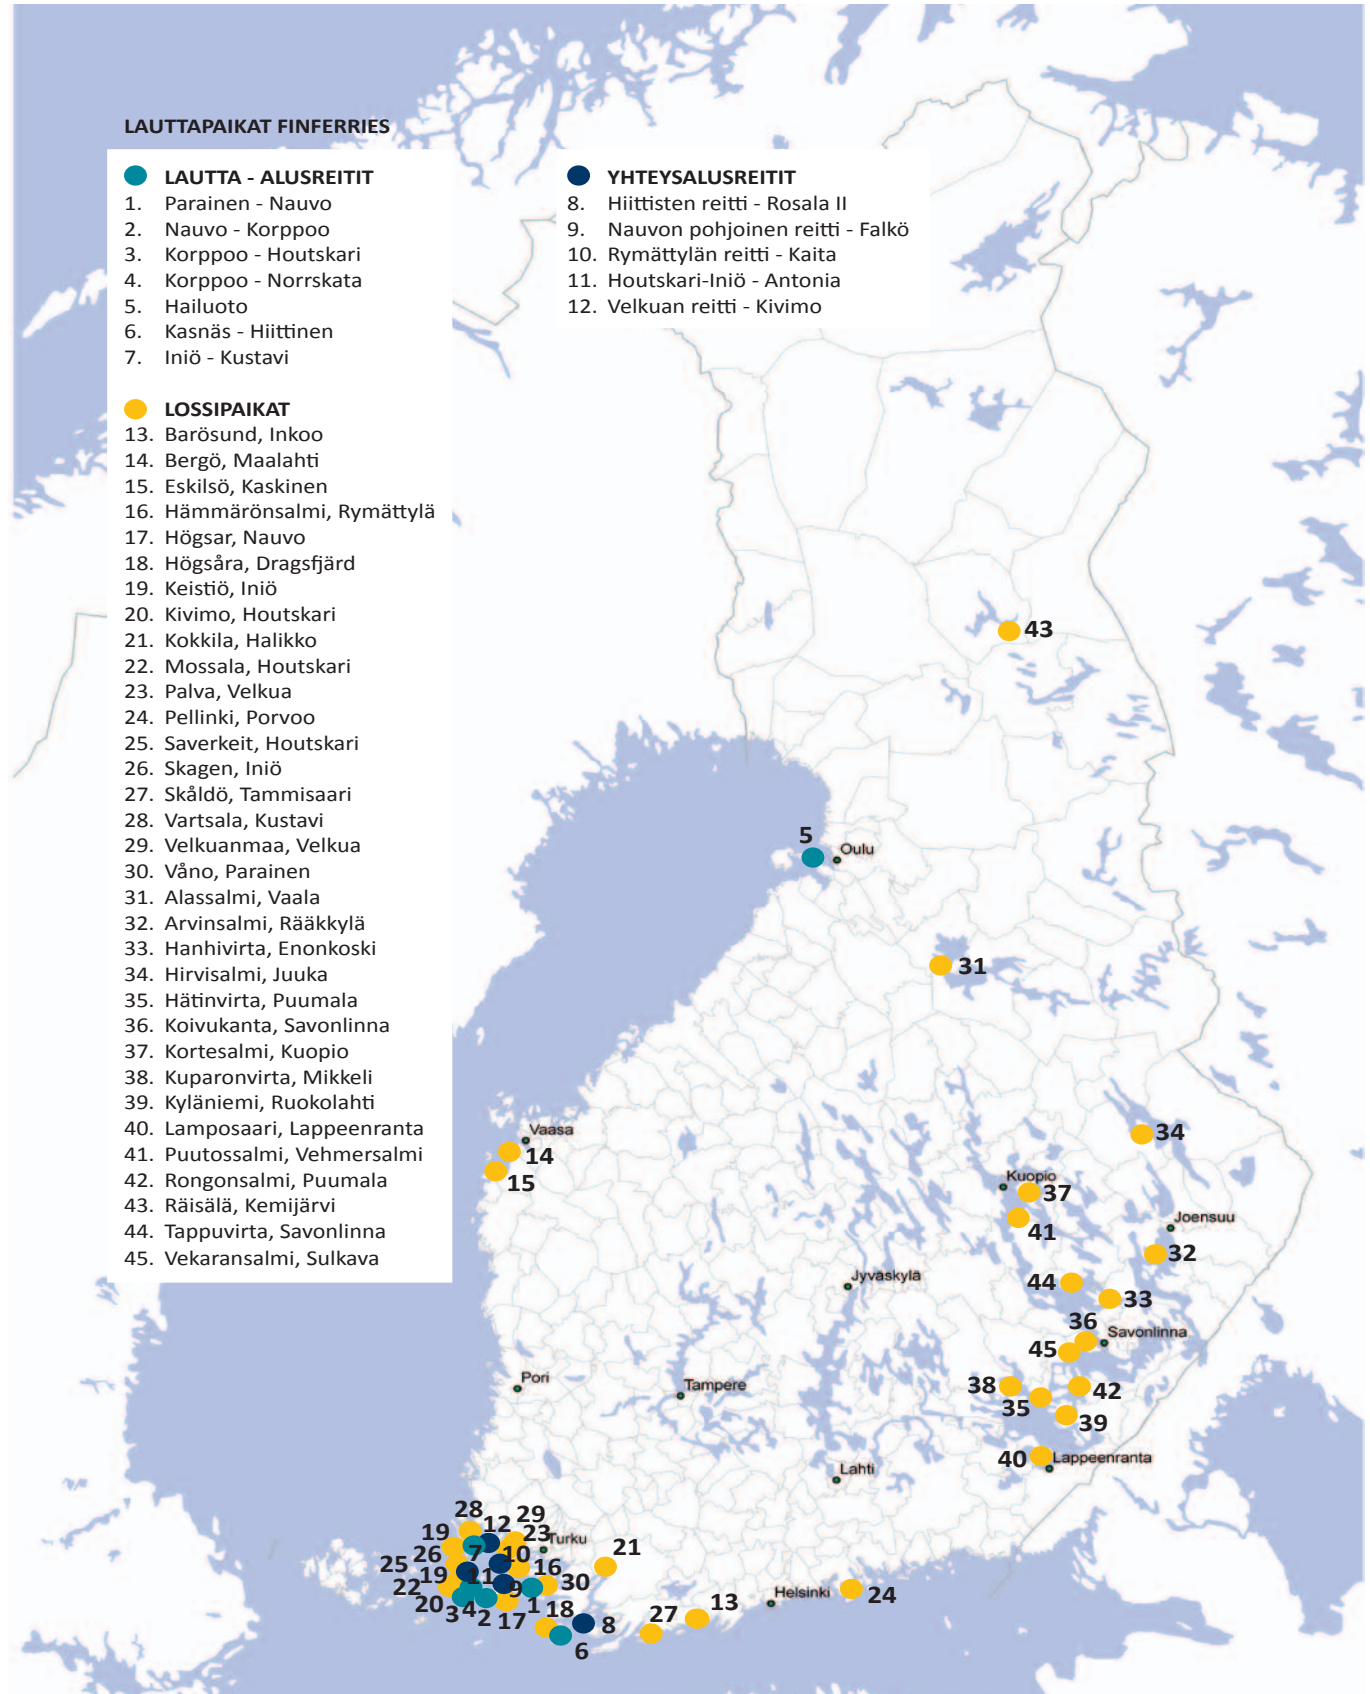 LAUTTAPAIKAT FINFERRIES
LAUTTA - ALUSREITIT
1. Parainen - Nauvo
2. Nauvo - Korppoo
3. Korppoo - Houtskari
4. Korppoo - Norrskata
5. Hailuoto
6. Kasnäs - Hiittinen
7. Iniö - Kustavi
YHTEYSALUSREITIT
8. Hiittisten reitti - Rosala II
9. Nauvon pohjoinen reitti - Falkö
10. Rymättylän reitti - Kaita
11. Houtskari-Iniö - Antonia
12. Velkuan reitti - Kivimo
LOSSIPAIKAT
13. Barösund, Inkoo
14. Bergö, Maalahti
15. Eskilsö, Kaskinen
16. Hämmärönsalmi, Rymättylä
17. Högsar, Nauvo
18. Högsåra, Dragsfjärd
19. Keistiö, Iniö
20. Kivimo, Houtskari
21. Kokkila, Halikko
22. Mossala, Houtskari
23. Palva, Velkua
24. Pellinki, Porvoo
25. Saverkeit, Houtskari
26. Skagen, Iniö
27. Skåldö, Tammisaari
28. Vartsala, Kustavi
29. Velkuanmaa, Velkua
30. Våno, Parainen
31. Alassalmi, Vaala
32. Arvinsalmi, Rääkkylä
33. Hanhivirta, Enonkoski
34. Hirvisalmi, Juuka
35. Hätinvirta, Puumala
36. Koivukanta, Savonlinna
37. Kortesalmi, Kuopio
38. Kuparonvirta, Mikkeli
39. Kyläniemi, Ruokolahti
40. Lamposaari, Lappeenranta
41. Puutossalmi, Vehmersalmi
42. Rongonsalmi, Puumala
43. Räisälä, Kemijärvi
44. Tappuvirta, Savonlinna
45. Vekaransalmi, Sulkava
43
5
Oulu
31
Vaasa
14
15
34
Kuopio
37
41
Joensuu
32
Jyväskylä
44
33
36
Savonlinna
45
Pori
Tampere
38
42
35
39
40
Lappeenranta
Lahti
28
12
29
19
23
Turku
26
7
10
25
16
21
19
11
30
22
9
20
3
4
2
17
1
18
8
6
27
13
Helsinki
24